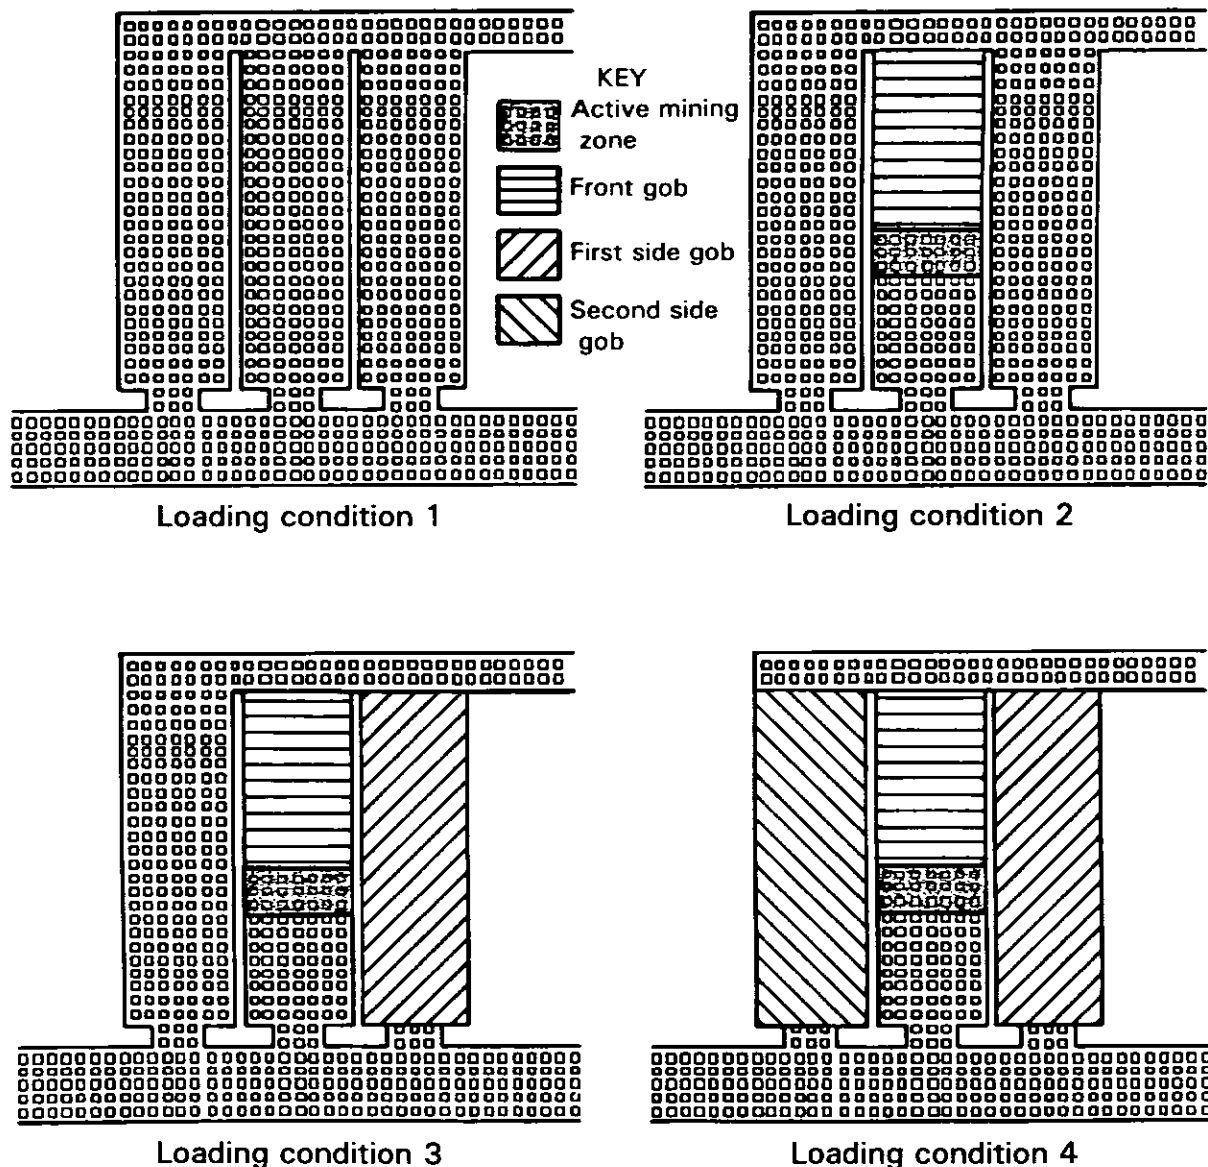 KEY
Active mining
zone
Front gob
First side gob
Second side
gob
Loading condition 1
Loading condition 2
Loading condition 3
Loading condition 4